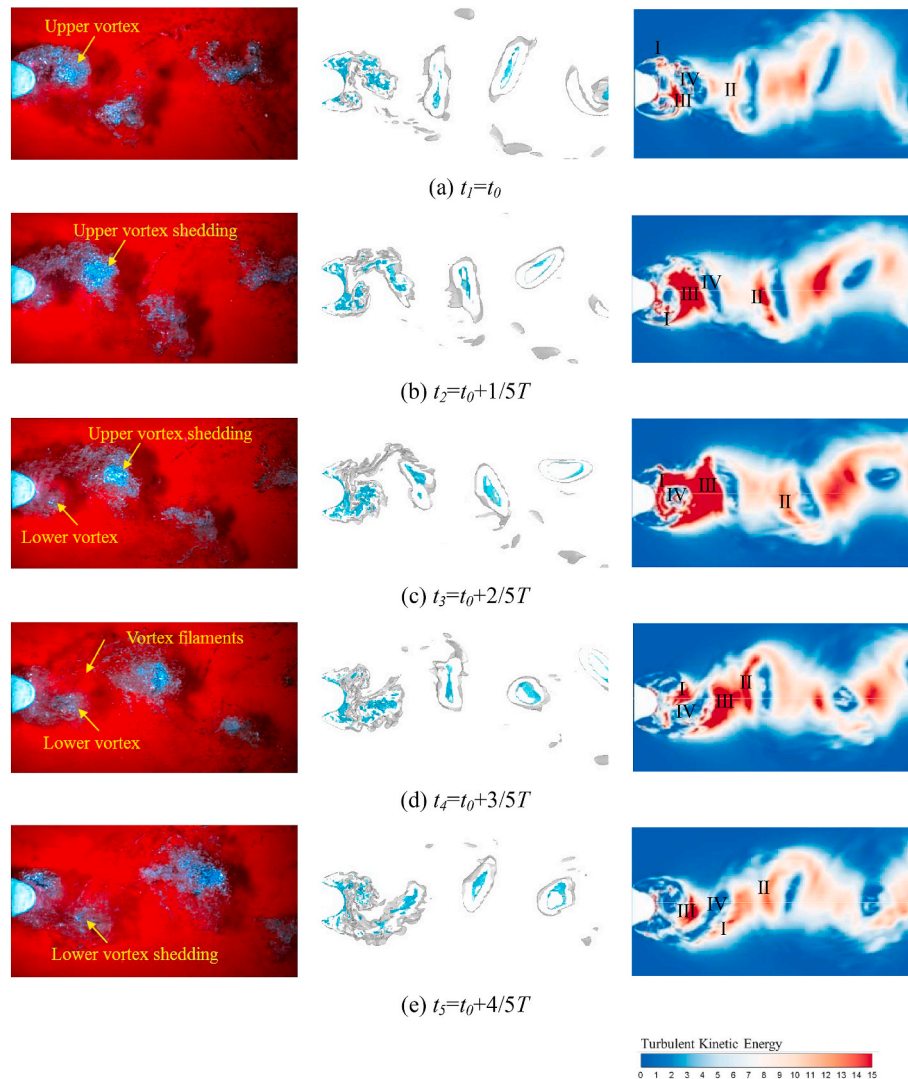 Upper vortex
I
IV
III
II
(a) t1=t0
Upper vortex shedding
IV
III
II
I
(b) t2=t0+1/5T
Upper vortex shedding
Lower vortex
I
III
IV
II
(c) t3=t0+2/5T
Vortex filaments
Lower vortex
I
II
III
IV
(d) t4=t0+3/5T
Lower vortex shedding
II
IV
III
I
(e) t5=t0+4/5T
Turbulent Kinetic Energy
0 1 2 3 4 5 6 7 8 9 10 11 12 13 14 15